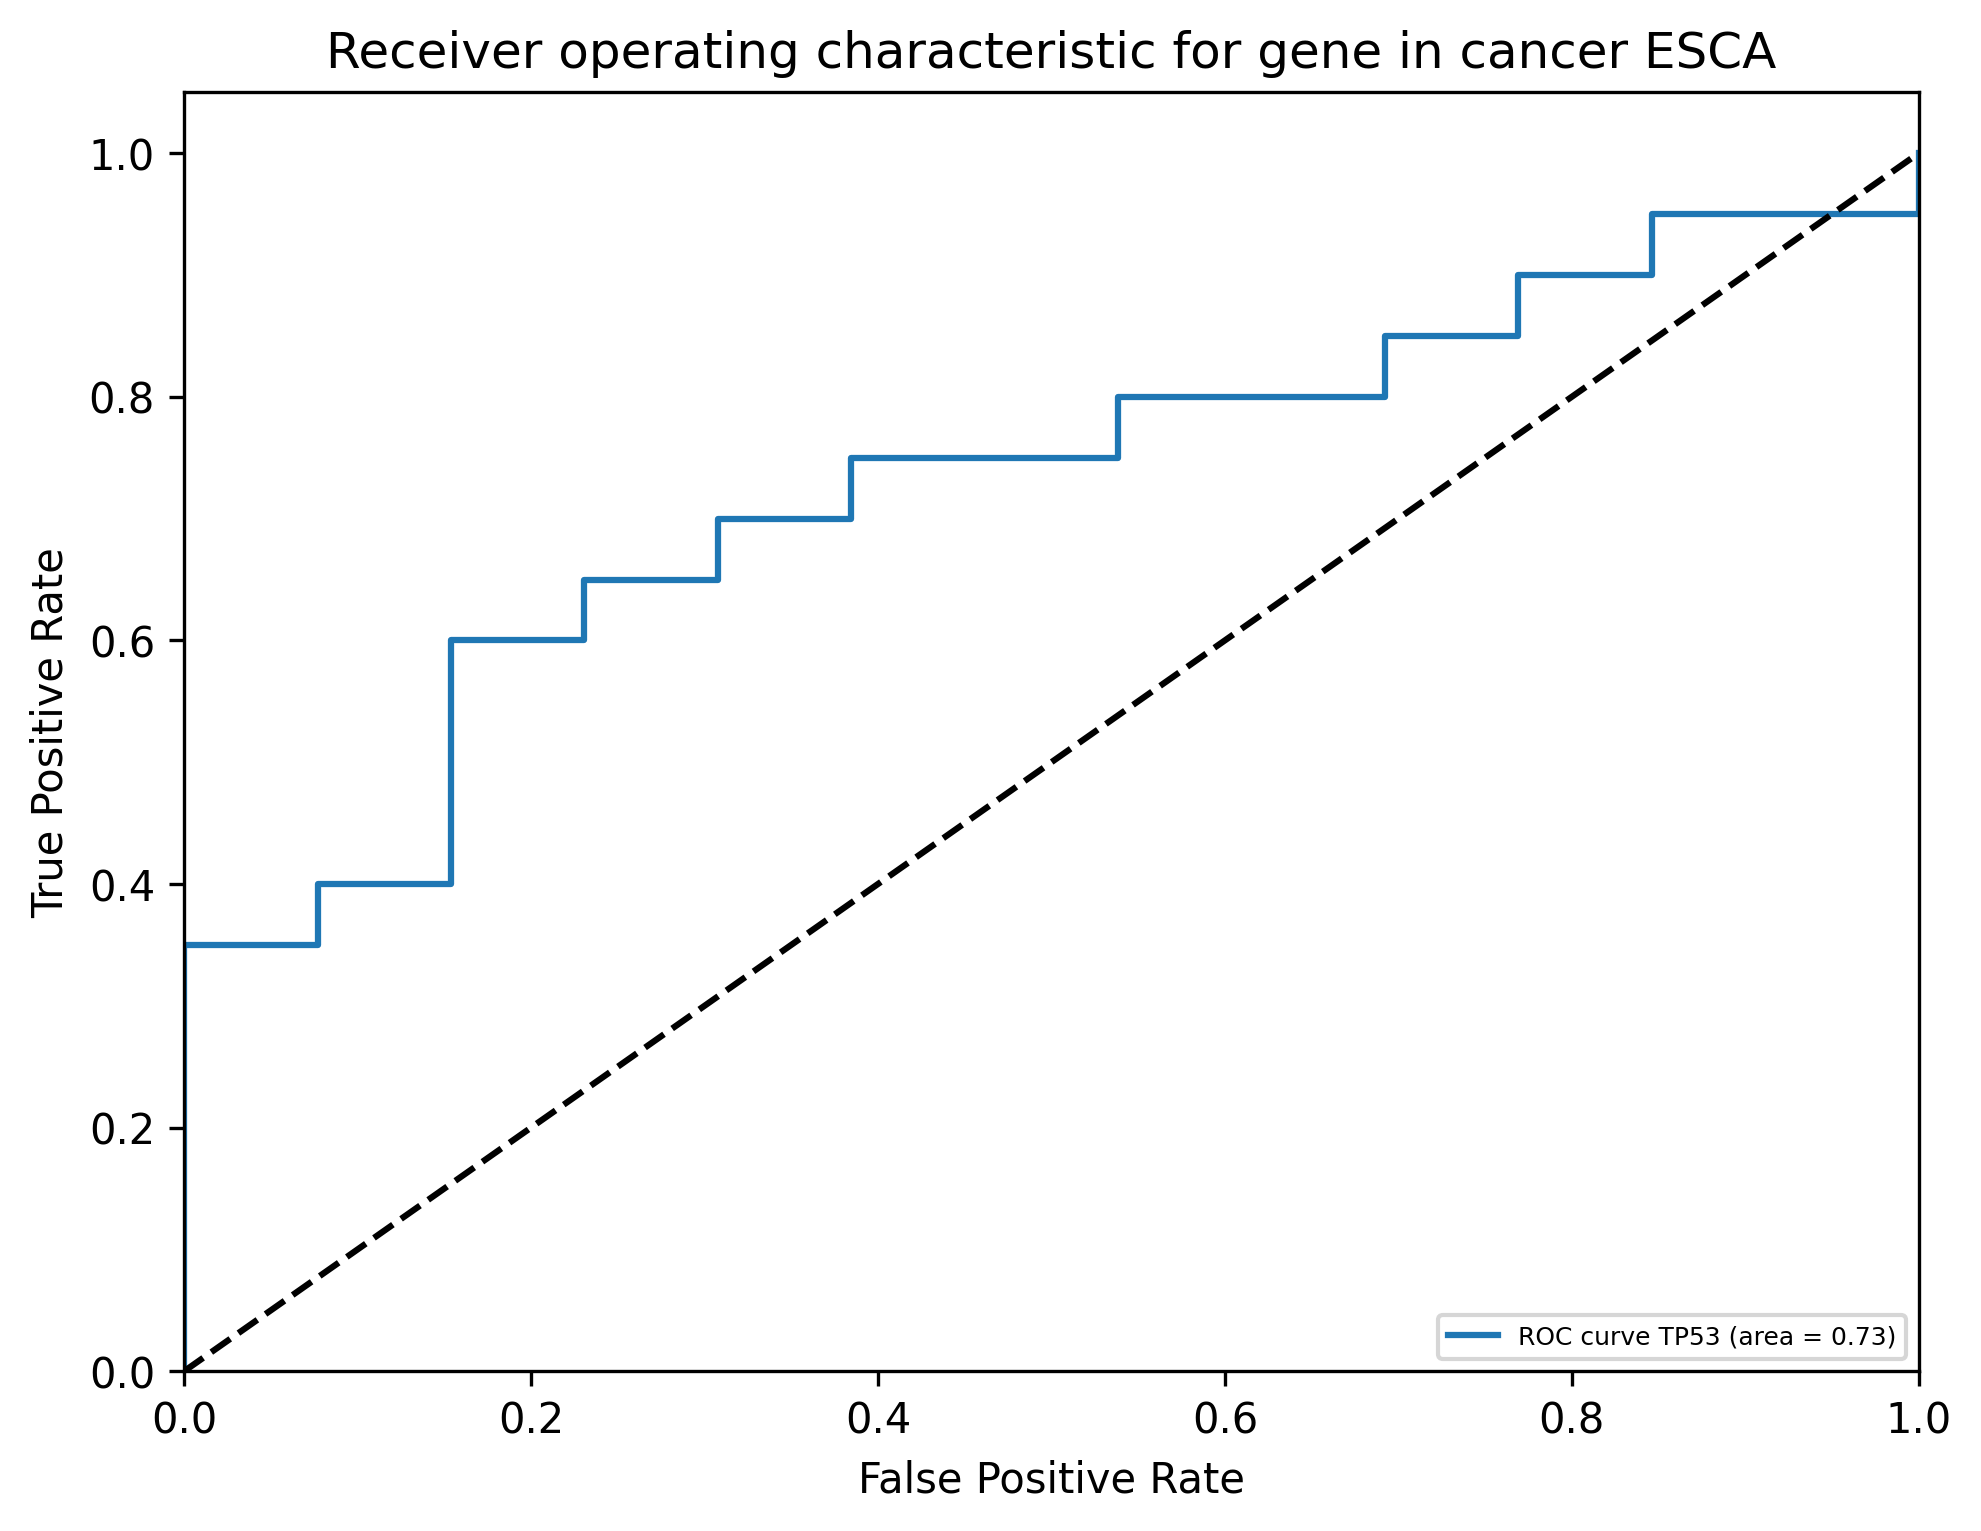 Receiver operating characteristic for gene in cancer ESCA
True Positive Rate
1.0
0.8
0.6
0.4
0.2
0.0
ROC curve TP53 (area = 0.73)
0.0 0.2 0.4 0.6 0.8 1.0
False Positive Rate